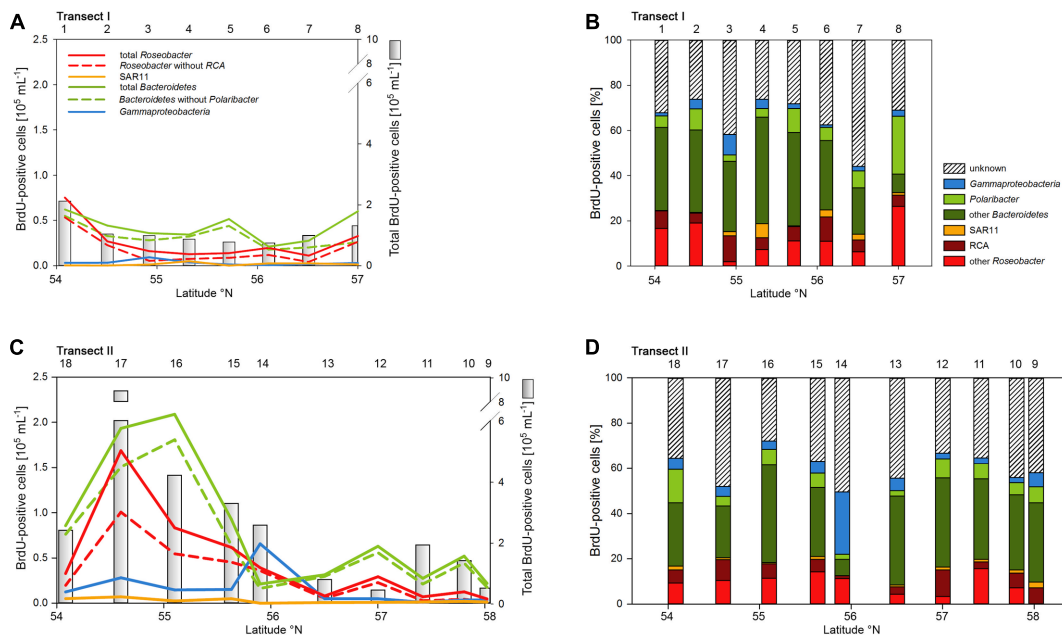 A
Transect I
1 2 3 4 5 6 7 8
2.5
2.0
1.5
1.0
0.5
0.0
BrdU-positive cells [10⁵ mL⁻¹]
total Roseobacter
Roseobacter without RCA
SAR11
total Bacteroidetes
Bacteroidetes without Polaribacter
Gammaproteobacteria
10
8
6
4
2
0
Total BrdU-positive cells [10⁵ mL⁻¹]
54 55 56 57
Latitude °N
B
Transect I
1 2 3 4 5 6 7 8
100
80
60
40
20
0
BrdU-positive cells [%]
54 55 56 57
Latitude °N
unknown
Gammaproteobacteria
Polaribacter
other Bacteroidetes
SAR11
RCA
other Roseobacter
C
Transect II
18 17 16 15 14 13 12 11 10 9
2.5
2.0
1.5
1.0
0.5
0.0
BrdU-positive cells [10⁵ mL⁻¹]
10
8
6
4
2
0
Total BrdU-positive cells [10⁵ mL⁻¹]
54 55 56 57 58
Latitude °N
D
Transect II
18 17 16 15 14 13 12 11 10 9
100
80
60
40
20
0
BrdU-positive cells [%]
54 55 56 57 58
Latitude °N